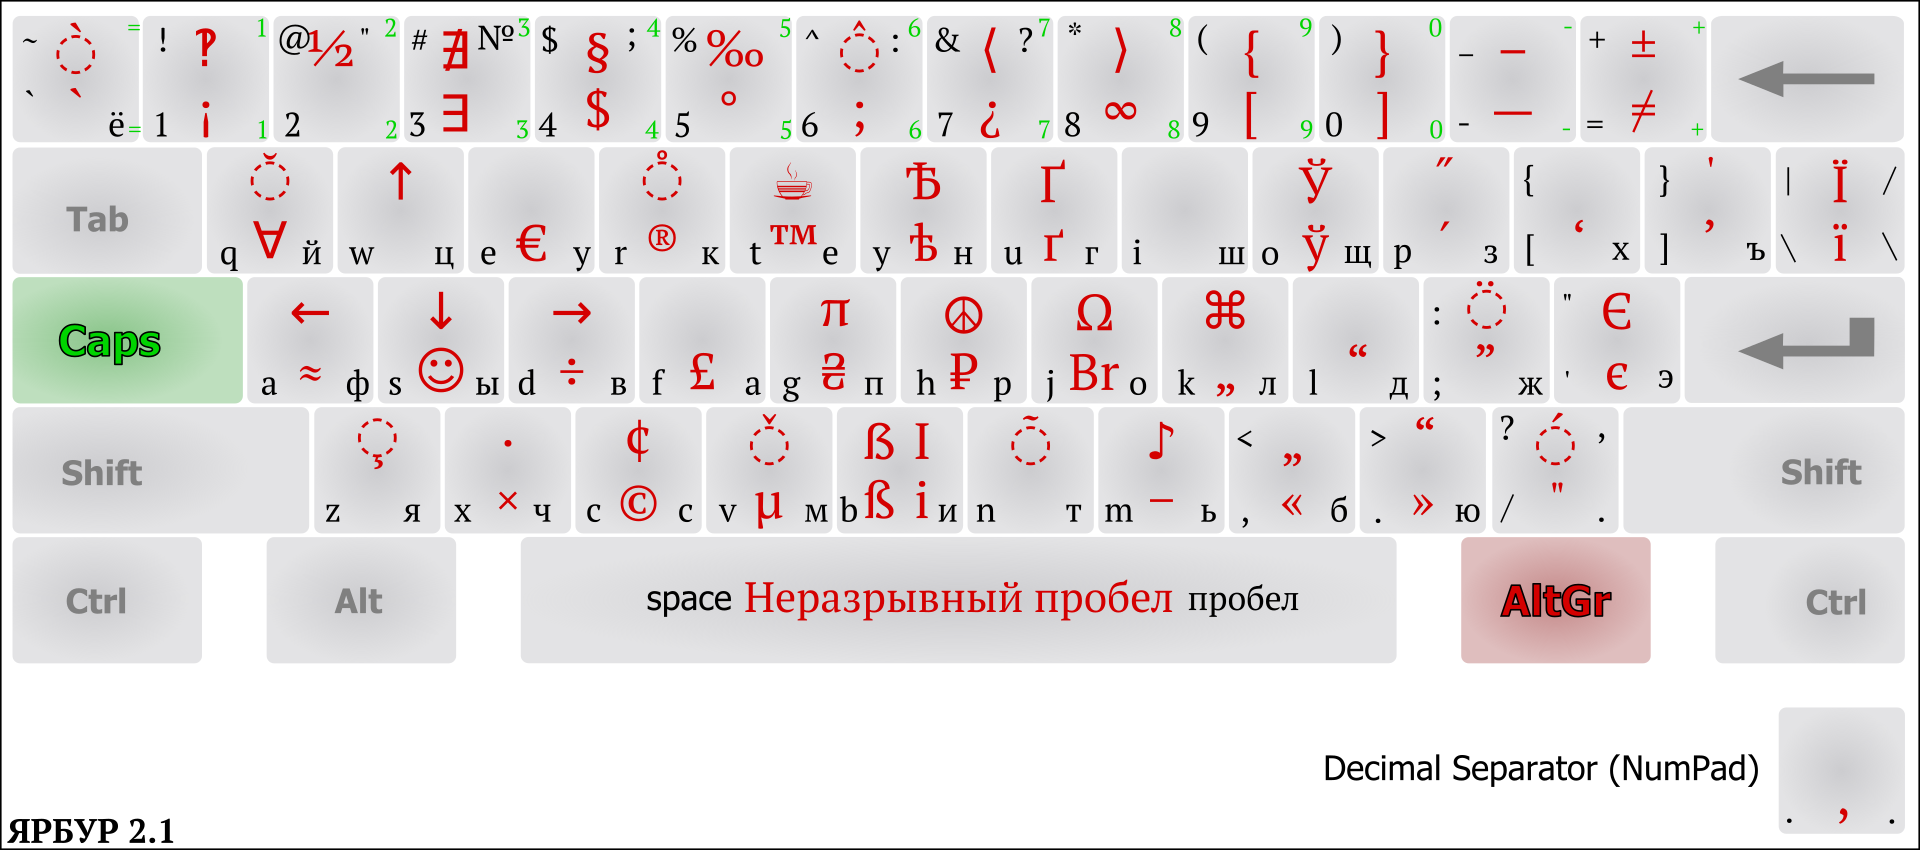 ~ ̀ = ! ‽ 1 @ ½ " 2 # ∄ № 3 $ § ; 4 % ‰ 5 ^ ̂ : 6 & ⟨ ? 7 * ⟩ 8 ( { 9 ) } 0 _ – - + ± +
` ` ё = 1 ¡ 1 2 2 3 ∃ 3 4 $ 4 5 ° 5 6 ; 6 7 ¿ 7 8 ∞ 8 9 [ 9 0 ] 0 - — - = ≠ +
̆ ↑ ̊ ☕ Ѣ Ґ Ў ˝ { } ' | Ї /
Tab q ∀ й w ц e € у r ® к t ™ е y ѣ н u ґ г i ш o ў щ p ´ з [ ‘ х ] ’ ъ \ ї \
← ↓ → π ☮ Ω ⌘ : ̈ " Є
Caps a ≈ ф s ☺ ы d ÷ в f £ а g ₴ п h ₽ р j Br о k „ л l “ д ; ” ж ' є э
̦ · ¢ ̌ ẞ I ̃ ♪ < „ > “ ? ́ ,
Shift z я x × ч c © с v µ м b ß i и n т m − ь , « б . » ю / " . Shift
Ctrl Alt space Неразрывный пробел пробел AltGr Ctrl
Decimal Separator (NumPad) . , .
ЯРБУР 2.1